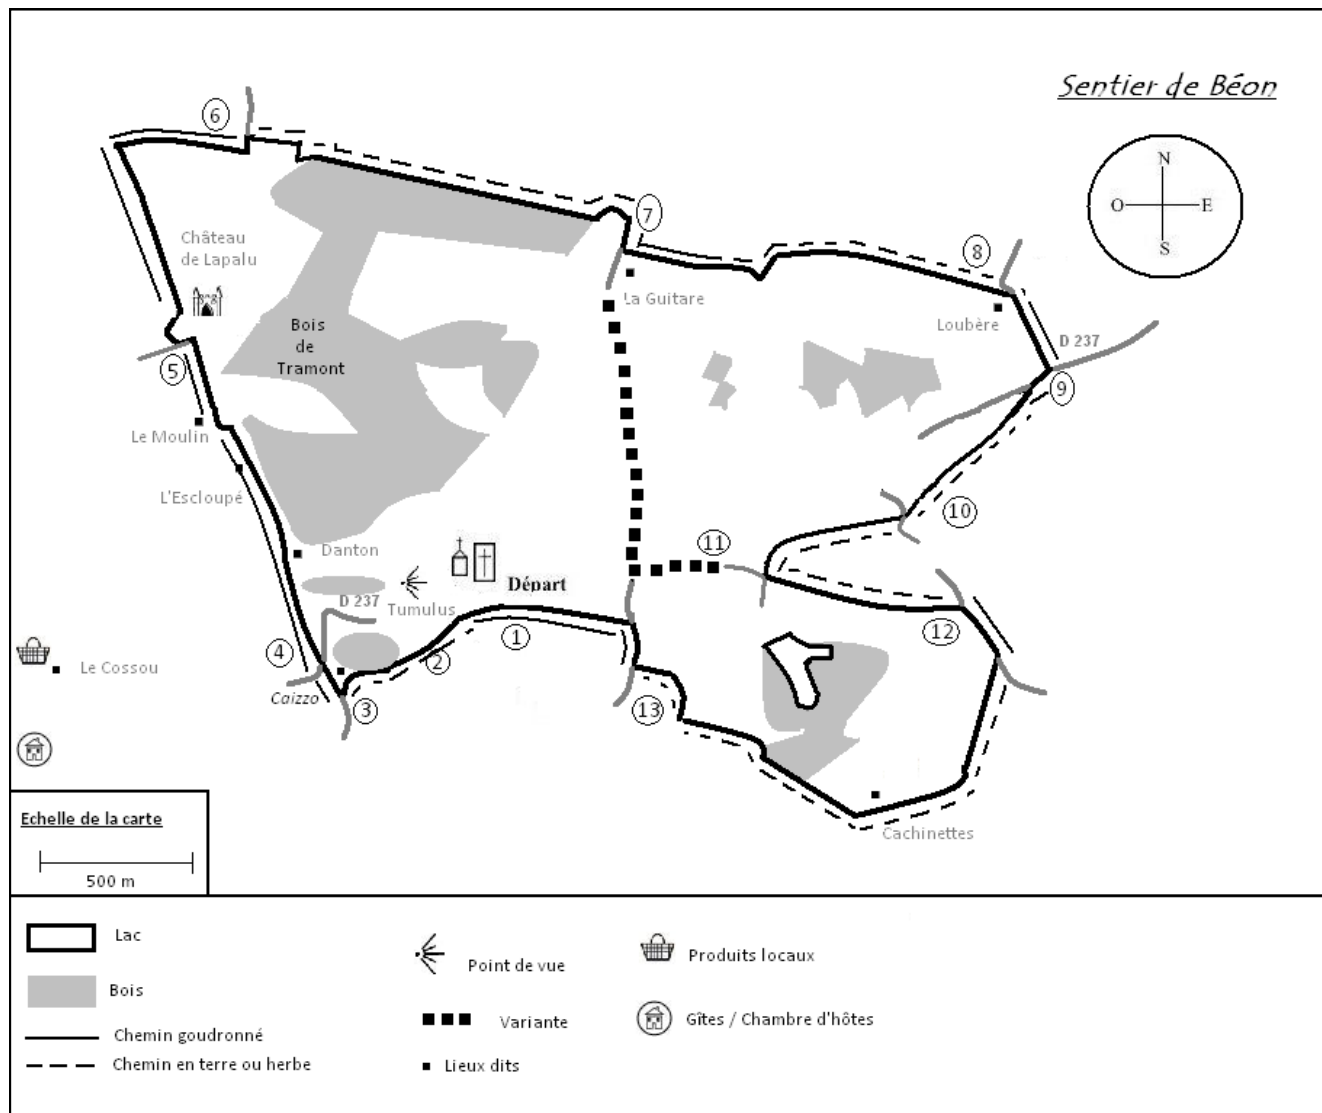 Sentier de Béon
N
O
E
S
6
7
8
Château
de Lapalu
La Guitare
Loubère
D 237
Bois
de
Tramont
5
9
Le Moulin
L'Escloupé
10
Danton
11
Départ
D 237
Tumulus
1
12
2
4
Le Cossou
Caizzo
3
13
Cachinettes
Echelle de la carte
500 m
Lac
Bois
Chemin goudronné
Chemin en terre ou herbe
Point de vue
Variante
Lieux dits
Produits locaux
Gîtes / Chambre d'hôtes